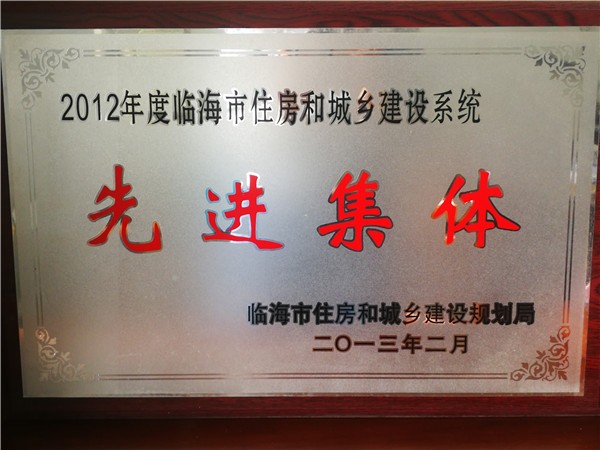 2012年度临海市住房和城乡建设系统
先进集体
临海市住房和城乡建设规划局
二〇一三年二月